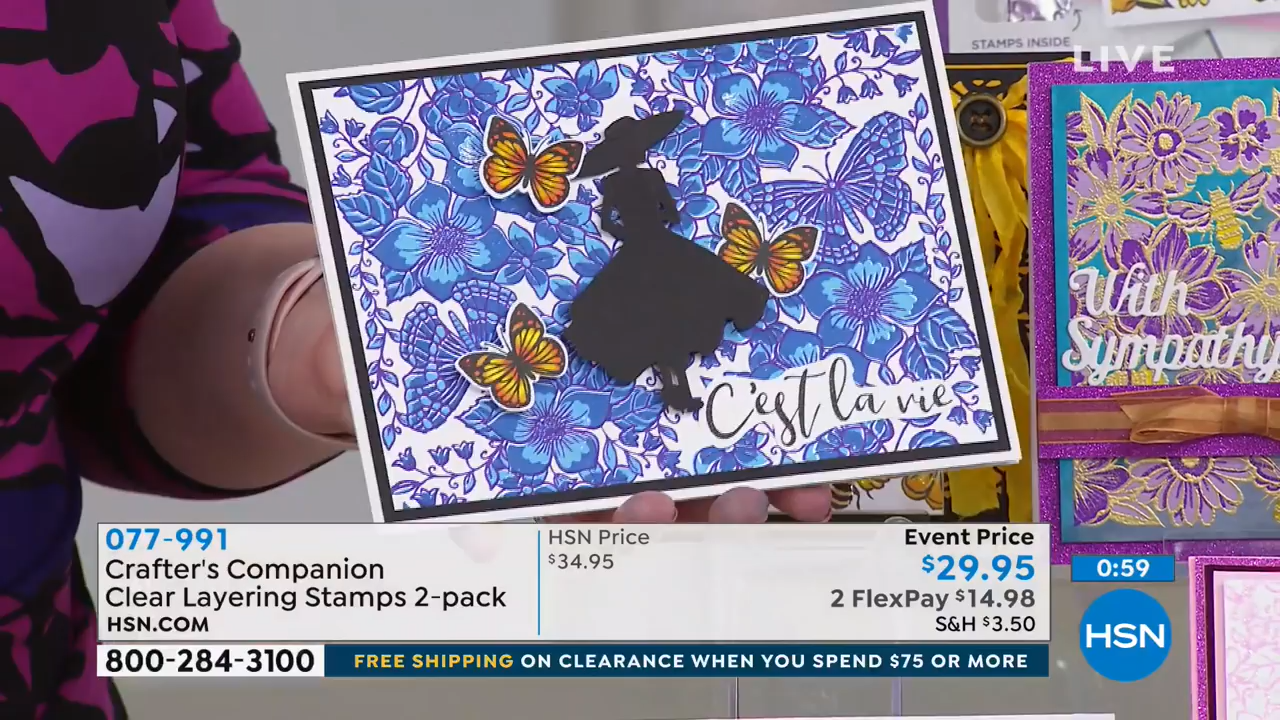 STAMPS INSIDE
LIVE
With
Sympathy
C'est la vie
077-991
Crafter's Companion
Clear Layering Stamps 2-pack
HSN.COM
HSN Price
$34.95
Event Price
$29.95
2 FlexPay $14.98
S&H $3.50
0:59
HSN
800-284-3100
FREE SHIPPING ON CLEARANCE WHEN YOU SPEND $75 OR MORE